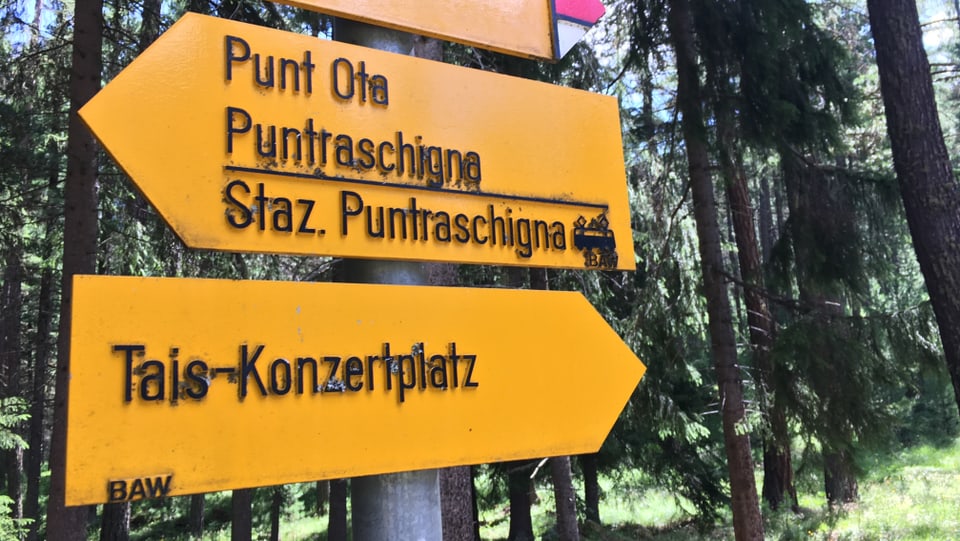 Punt Ota
Puntraschigna
Staz. Puntraschigna
BAW
Tais-Konzertplatz
BAW